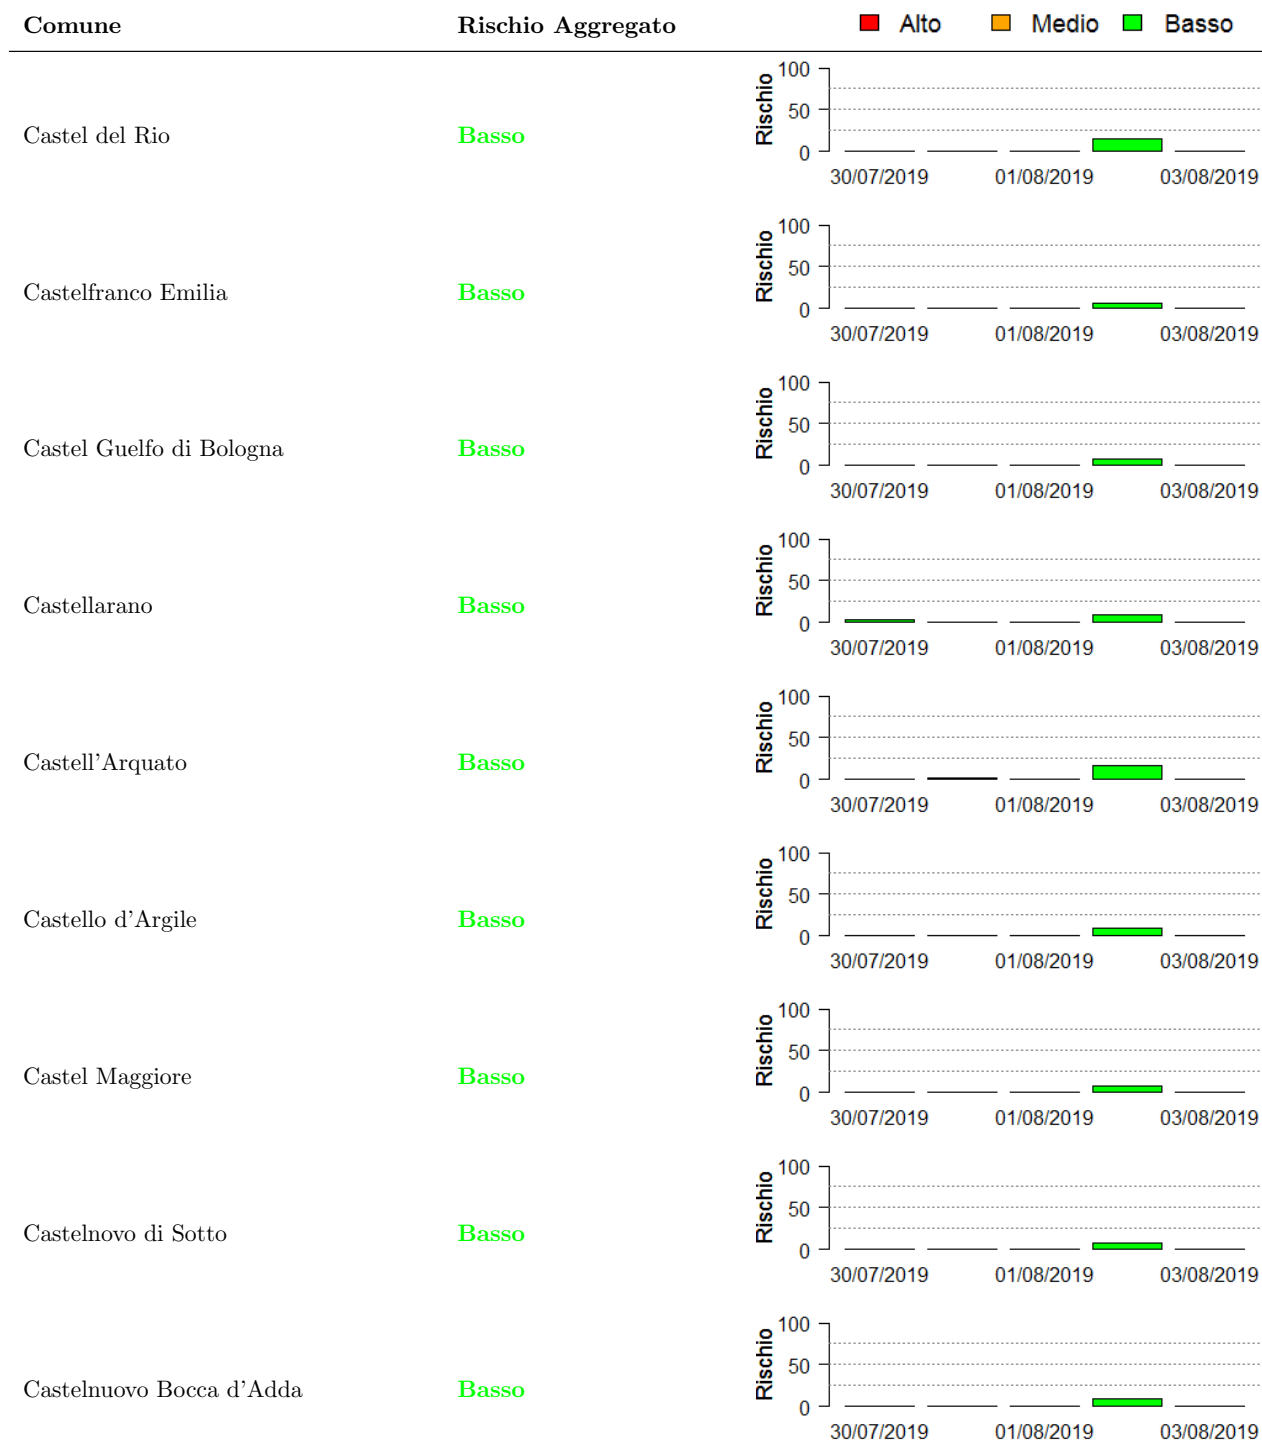 Comune Rischio Aggregato Alto Medio Basso
100
50
0
Rischio
Castel del Rio Basso
30/07/2019 01/08/2019 03/08/2019
100
50
0
Rischio
Castelfranco Emilia Basso
30/07/2019 01/08/2019 03/08/2019
100
50
0
Rischio
Castel Guelfo di Bologna Basso
30/07/2019 01/08/2019 03/08/2019
100
50
0
Rischio
Castellarano Basso
30/07/2019 01/08/2019 03/08/2019
100
50
0
Rischio
Castell'Arquato Basso
30/07/2019 01/08/2019 03/08/2019
100
50
0
Rischio
Castello d'Argile Basso
30/07/2019 01/08/2019 03/08/2019
100
50
0
Rischio
Castel Maggiore Basso
30/07/2019 01/08/2019 03/08/2019
100
50
0
Rischio
Castelnovo di Sotto Basso
30/07/2019 01/08/2019 03/08/2019
100
50
0
Rischio
Castelnuovo Bocca d'Adda Basso
30/07/2019 01/08/2019 03/08/2019